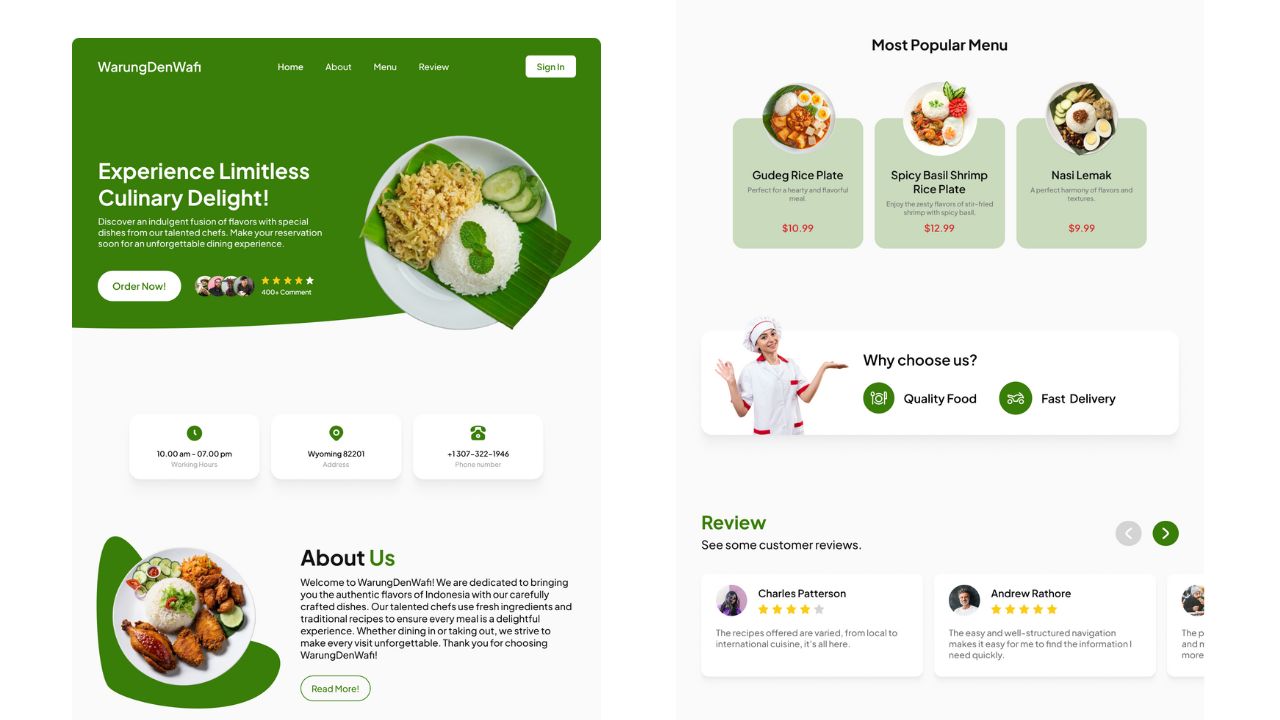 WarungDenWafi
Home
About
Menu
Review
Sign In
Experience Limitless
Culinary Delight!
Discover an indulgent fusion of flavors with special
dishes from our talented chefs. Make your reservation
soon for an unforgettable dining experience.
Order Now!
400+ Comment
10.00 am - 07.00 pm
Working Hours
Wyoming 82201
Address
+1 307-322-1946
Phone number
About Us
Welcome to WarungDenWafi! We are dedicated to bringing
you the authentic flavors of Indonesia with our carefully
crafted dishes. Our talented chefs use fresh ingredients and
traditional recipes to ensure every meal is a delightful
experience. Whether dining in or taking out, we strive to
make every visit unforgettable. Thank you for choosing
WarungDenWafi!
Read More!
Most Popular Menu
Gudeg Rice Plate
Perfect for a hearty and flavorful
meal.
$10.99
Spicy Basil Shrimp
Rice Plate
Enjoy the zesty flavors of stir-fried
shrimp with spicy basil.
$12.99
Nasi Lemak
A perfect harmony of flavors and
textures.
$9.99
Why choose us?
Quality Food
Fast Delivery
Review
See some customer reviews.
Charles Patterson
The recipes offered are varied, from local to
international cuisine, it's all here.
Andrew Rathore
The easy and well-structured navigation
makes it easy for me to find the information I
need quickly.
The p
and n
more